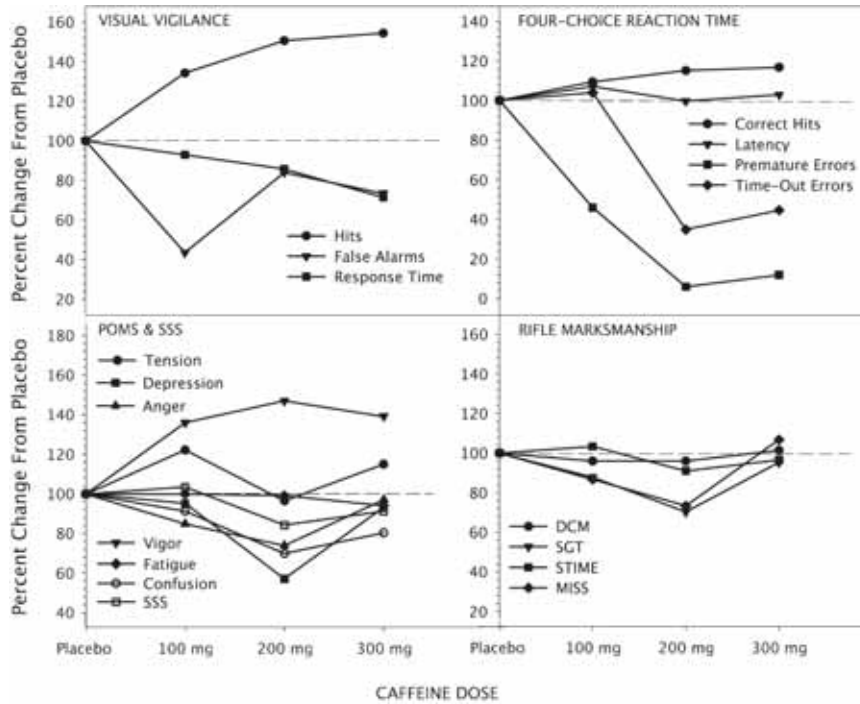 VISUAL VIGILANCE
Percent Change From Placebo
160
140
120
100
80
60
40
20
Hits
False Alarms
Response Time
FOUR-CHOICE REACTION TIME
140
120
100
80
60
40
20
0
Correct Hits
Latency
Premature Errors
Time-Out Errors
POMS & SSS
Percent Change From Placebo
180
160
140
120
100
80
60
40
Tension
Depression
Anger
Vigor
Fatigue
Confusion
SSS
Placebo 100 mg 200 mg 300 mg
RIFLE MARKSMANSHIP
160
140
120
100
80
60
40
20
DCM
SGT
STIME
MISS
Placebo 100 mg 200 mg 300 mg
CAFFEINE DOSE